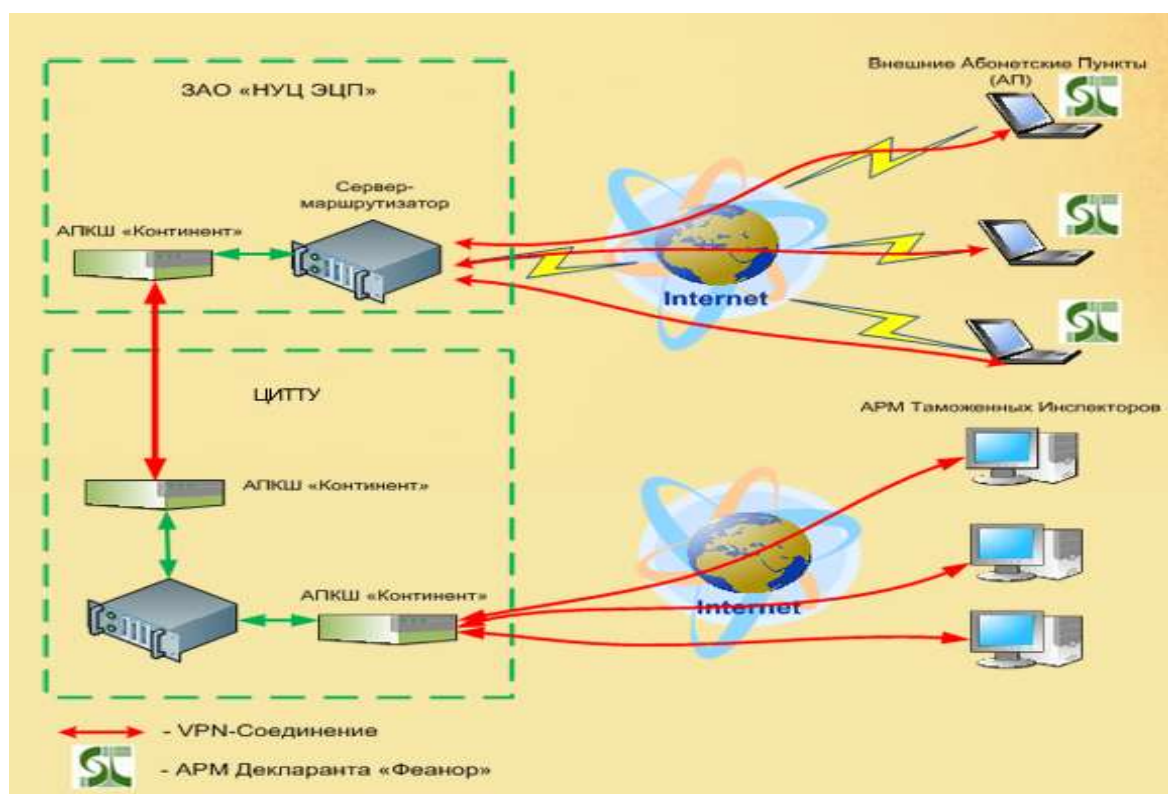 ЗАО «НУЦ ЭЦП»
Внешние Абонетские Пункты
(АП)
Сервер-
маршрутизатор
АПКШ «Континент»
Internet
ЦИТТУ
АРМ Таможенных Инспекторов
АПКШ «Континент»
АПКШ «Континент»
Internet
- VPN-Соединение
- АРМ Декларанта «Феанор»